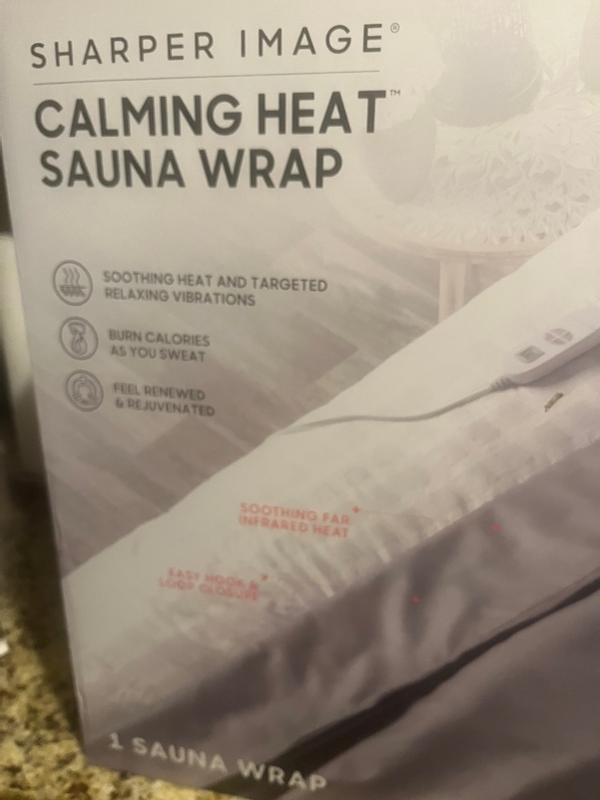 SHARPER IMAGE®
CALMING HEAT™
SAUNA WRAP
SOOTHING HEAT AND TARGETED
RELAXING VIBRATIONS
BURN CALORIES
AS YOU SWEAT
FEEL RENEWED
& REJUVENATED
SOOTHING FAR
INFRARED HEAT
EASY HOOK &
LOOP CLOSURE
1 SAUNA WRAP